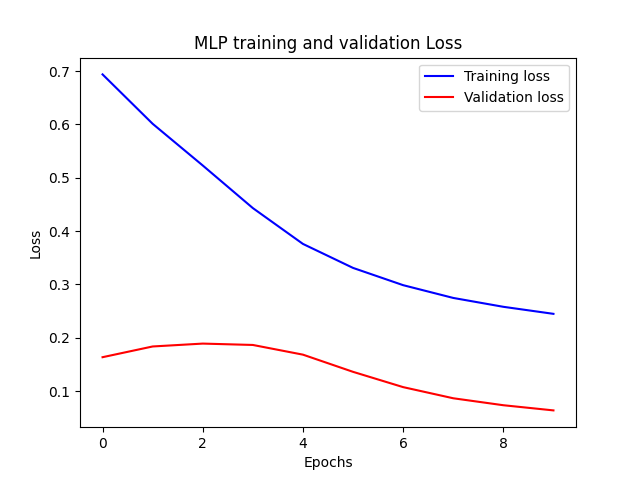 MLP training and validation Loss
Training loss
Validation loss
0.7
0.6
0.5
0.4
0.3
0.2
0.1
Loss
0 2 4 6 8
Epochs